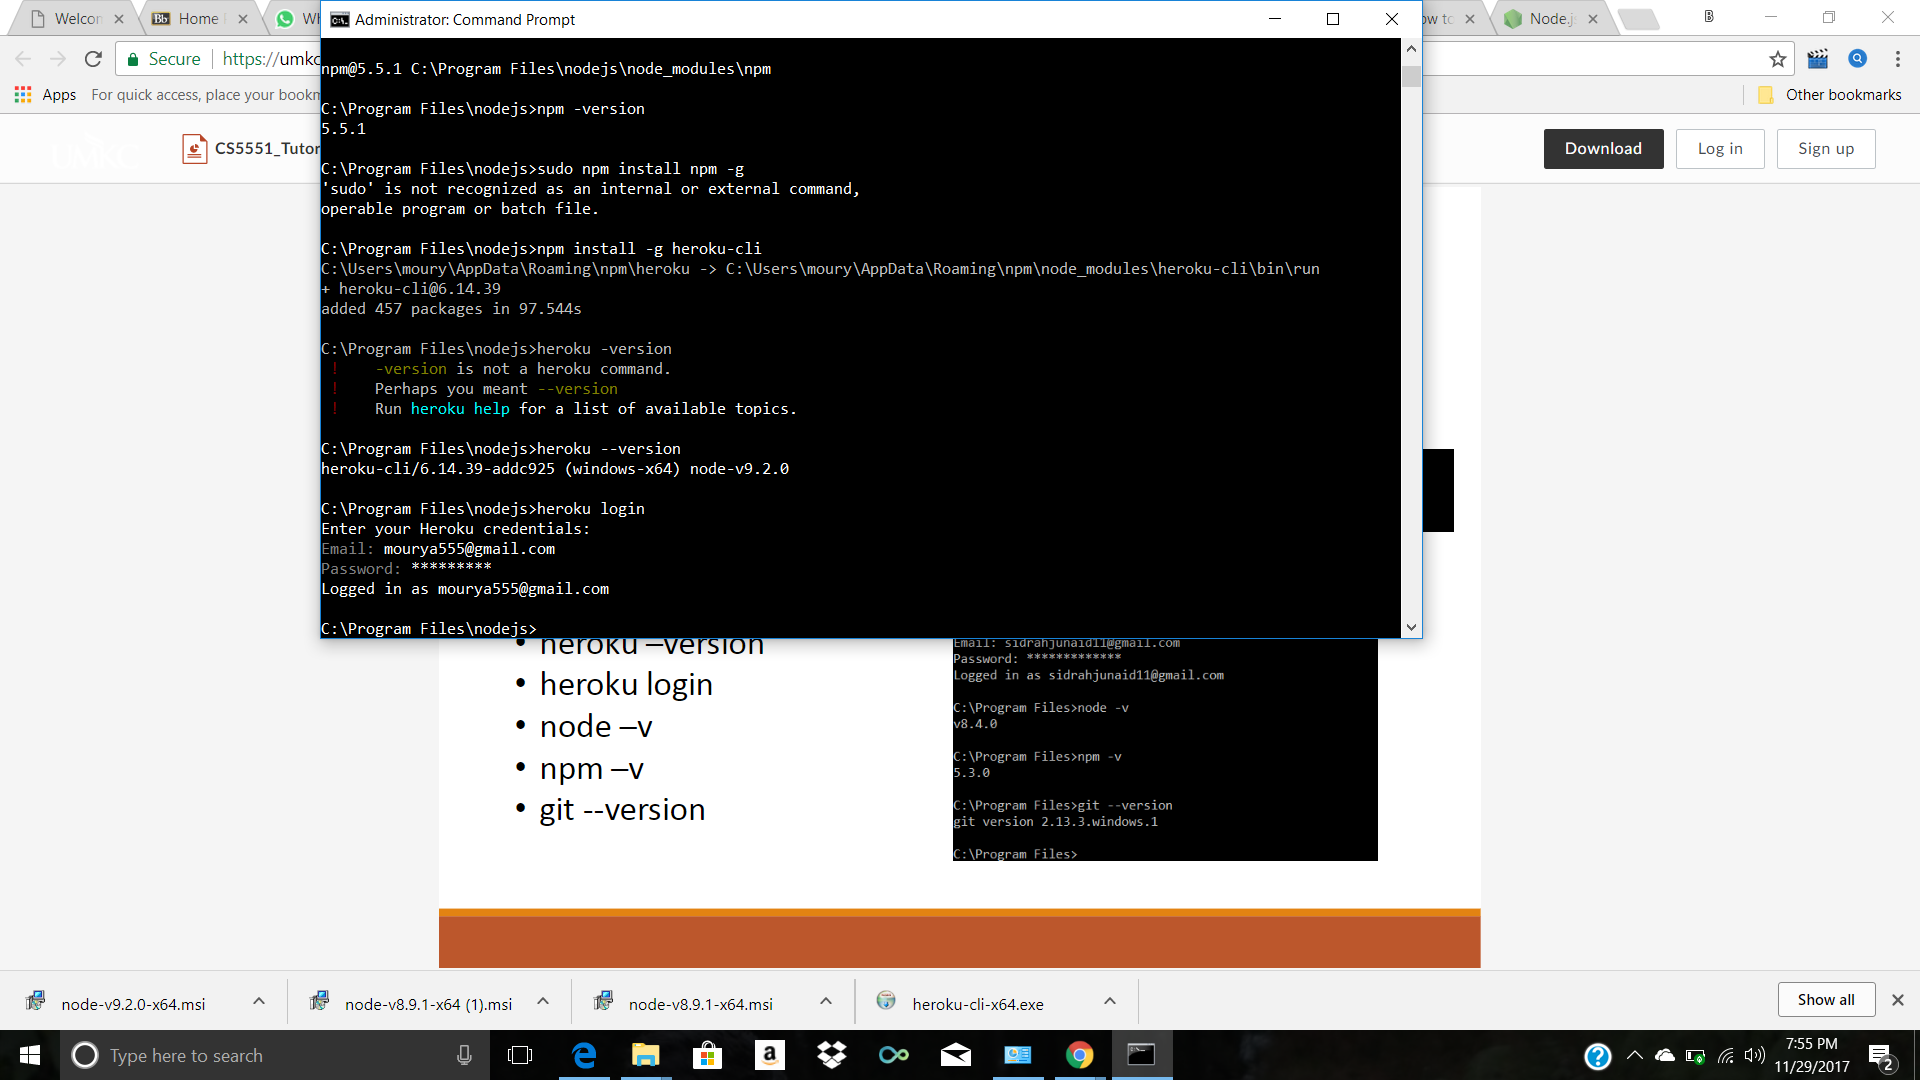 Welcon
Home
Wh
Administrator: Command Prompt
ow to
Node.j
B
Secure
https://umkc
Apps
For quick access, place your bookm
Other bookmarks
UMKC
CS5551_Tutor
Download
Log in
Sign up
npm@5.5.1 C:\Program Files\nodejs\node_modules\npm
C:\Program Files\nodejs>npm -version
5.5.1
C:\Program Files\nodejs>sudo npm install npm -g
'sudo' is not recognized as an internal or external command,
operable program or batch file.
C:\Program Files\nodejs>npm install -g heroku-cli
C:\Users\moury\AppData\Roaming\npm\heroku -> C:\Users\moury\AppData\Roaming\npm\node_modules\heroku-cli\bin\run
+ heroku-cli@6.14.39
added 457 packages in 97.544s
C:\Program Files\nodejs>heroku -version
! -version is not a heroku command.
! Perhaps you meant --version
! Run heroku help for a list of available topics.
C:\Program Files\nodejs>heroku --version
heroku-cli/6.14.39-addc925 (windows-x64) node-v9.2.0
C:\Program Files\nodejs>heroku login
Enter your Heroku credentials:
Email: mourya555@gmail.com
Password: *********
Logged in as mourya555@gmail.com
C:\Program Files\nodejs>
• heroku –version
• heroku login
• node –v
• npm –v
• git --version
Email: sidrahjunaid11@gmail.com
Password: *************
Logged in as sidrahjunaid11@gmail.com
C:\Program Files>node -v
v8.4.0
C:\Program Files>npm -v
5.3.0
C:\Program Files>git --version
git version 2.13.3.windows.1
C:\Program Files>
node-v9.2.0-x64.msi
node-v8.9.1-x64 (1).msi
node-v8.9.1-x64.msi
heroku-cli-x64.exe
Show all
Type here to search
7:55 PM
11/29/2017
2